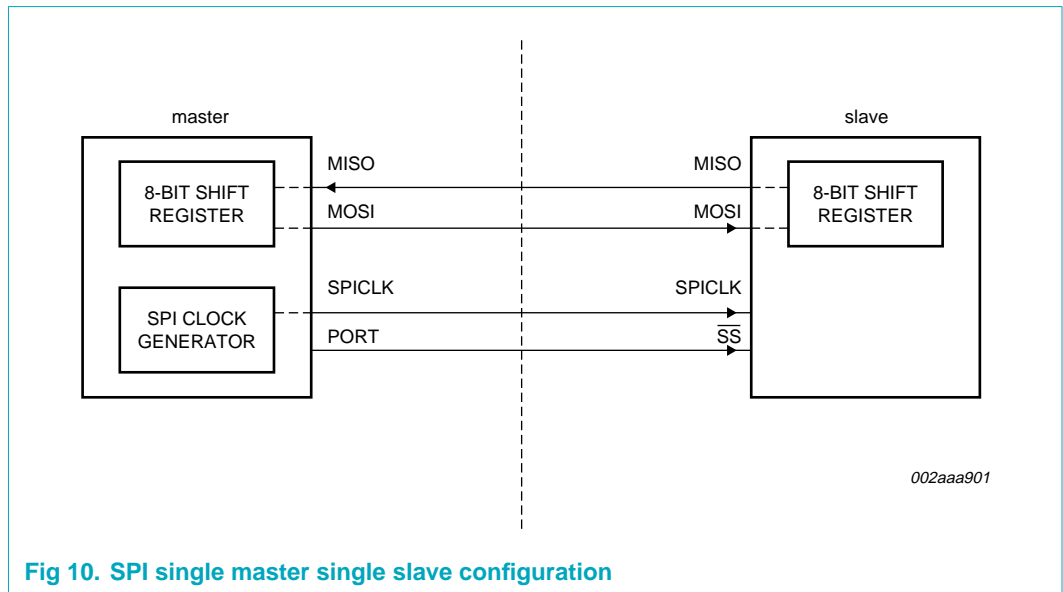 master
slave
8-BIT SHIFT
REGISTER
MISO
MISO
8-BIT SHIFT
REGISTER
MOSI
MOSI
SPI CLOCK
GENERATOR
SPICLK
SPICLK
PORT
S̅S̅
002aaa901
Fig 10. SPI single master single slave configuration